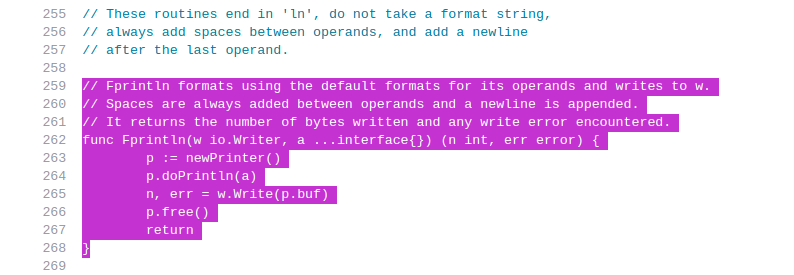 255 // These routines end in 'ln', do not take a format string,
256 // always add spaces between operands, and add a newline
257 // after the last operand.
258
259 // Fprintln formats using the default formats for its operands and writes to w.
260 // Spaces are always added between operands and a newline is appended.
261 // It returns the number of bytes written and any write error encountered.
262 func Fprintln(w io.Writer, a ...interface{}) (n int, err error) {
263         p := newPrinter()
264         p.doPrintln(a)
265         n, err = w.Write(p.buf)
266         p.free()
267         return
268 }
269